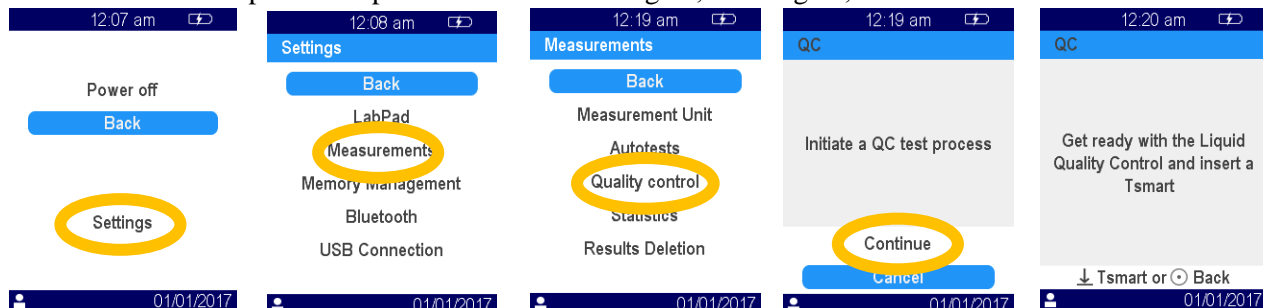 12:07 am
Power off
Back
Settings
01/01/2017
12:08 am
Settings
Back
LabPad
Measurements
Memory Management
Bluetooth
USB Connection
01/01/2017
12:19 am
Measurements
Back
Measurement Unit
Autotests
Quality control
Statistics
Results Deletion
01/01/2017
12:19 am
QC
Initiate a QC test process
Continue
Cancel
01/01/2017
12:20 am
QC
Get ready with the Liquid
Quality Control and insert a
Tsmart
Tsmart or Back
01/01/2017